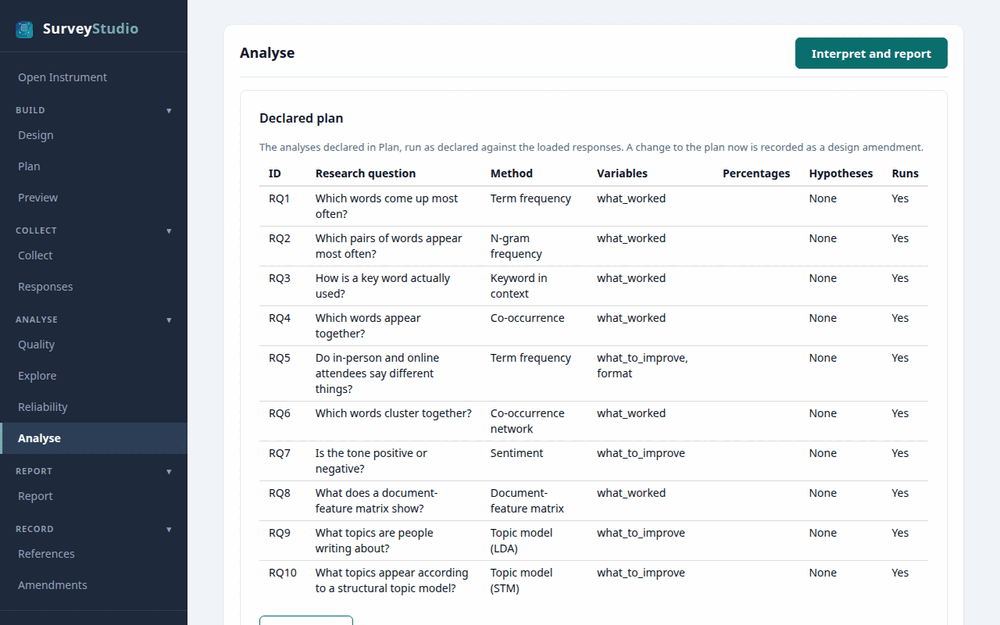 SurveyStudio
Open Instrument
BUILD ▼
Design
Plan
Preview
COLLECT ▼
Collect
Responses
ANALYSE ▼
Quality
Explore
Reliability
Analyse
REPORT ▼
Report
RECORD ▼
References
Amendments
Analyse
Interpret and report
Declared plan
The analyses declared in Plan, run as declared against the loaded responses. A change to the plan now is recorded as a design amendment.
ID Research question Method Variables Percentages Hypotheses Runs
RQ1 Which words come up most Term frequency what_worked None Yes
often?
RQ2 Which pairs of words appear N-gram what_worked None Yes
most often? frequency
RQ3 How is a key word actually Keyword in what_worked None Yes
used? context
RQ4 Which words appear Co-occurrence what_worked None Yes
together?
RQ5 Do in-person and online Term frequency what_to_improve, None Yes
attendees say different format
things?
RQ6 Which words cluster together? Co-occurrence what_worked None Yes
network
RQ7 Is the tone positive or Sentiment what_to_improve None Yes
negative?
RQ8 What does a document- Document- what_worked None Yes
feature matrix show? feature matrix
RQ9 What topics are people Topic model what_to_improve None Yes
writing about? (LDA)
RQ10 What topics appear according Topic model what_to_improve None Yes
to a structural topic model? (STM)